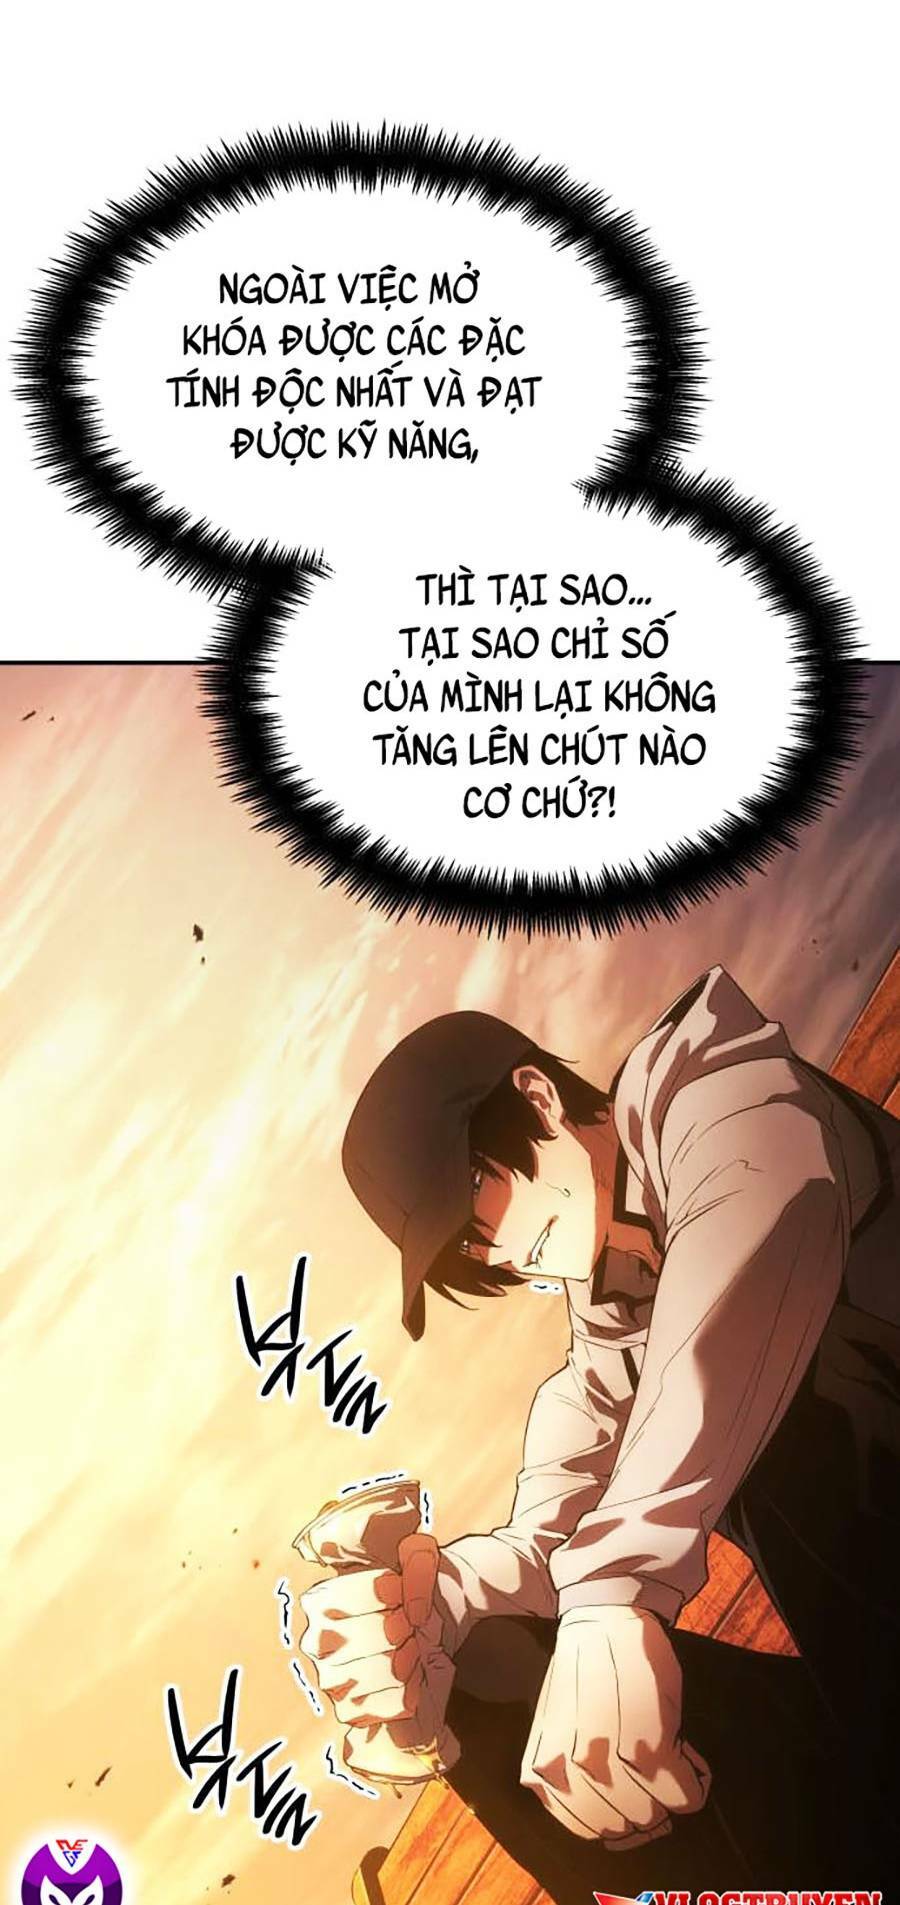 NGOÀI VIỆC MỞ
KHÓA ĐƯỢC CÁC ĐẶC
TÍNH ĐỘC NHẤT VÀ ĐẠT
ĐƯỢC KỸ NĂNG,
THÌ TẠI SAO...
TẠI SAO CHỈ SỐ
CỦA MÌNH LẠI KHÔNG
TĂNG LÊN CHÚT NÀO
CƠ CHỨ?!
VLOGTRUYEN